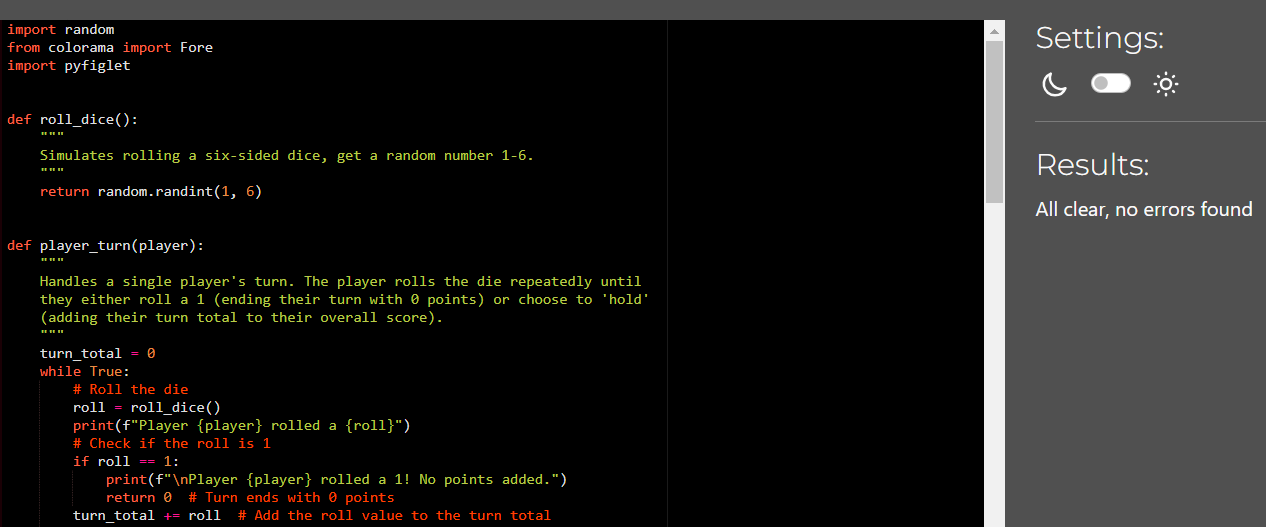 import random
from colorama import Fore
import pyfiglet
def roll_dice():
"""
Simulates rolling a six-sided dice, get a random number 1-6.
"""
return random.randint(1, 6)
def player_turn(player):
"""
Handles a single player's turn. The player rolls the die repeatedly until
they either roll a 1 (ending their turn with 0 points) or choose to 'hold'
(adding their turn total to their overall score).
"""
turn_total = 0
while True:
# Roll the die
roll = roll_dice()
print(f"Player {player} rolled a {roll}")
# Check if the roll is 1
if roll == 1:
print(f"\nPlayer {player} rolled a 1! No points added.")
return 0  # Turn ends with 0 points
turn_total += roll  # Add the roll value to the turn total
Settings:
Results:
All clear, no errors found